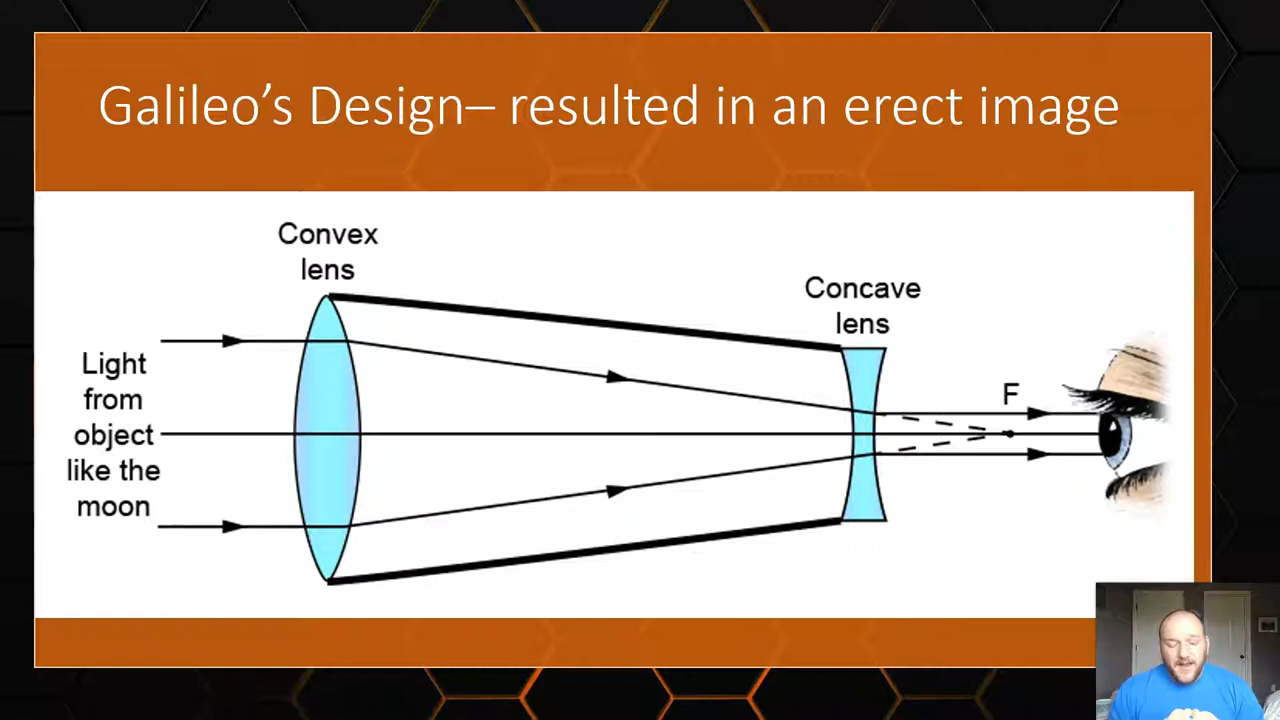 Galileo’s Design– resulted in an erect image
Convex
lens
Concave
lens
Light
from
object
like the
moon
F